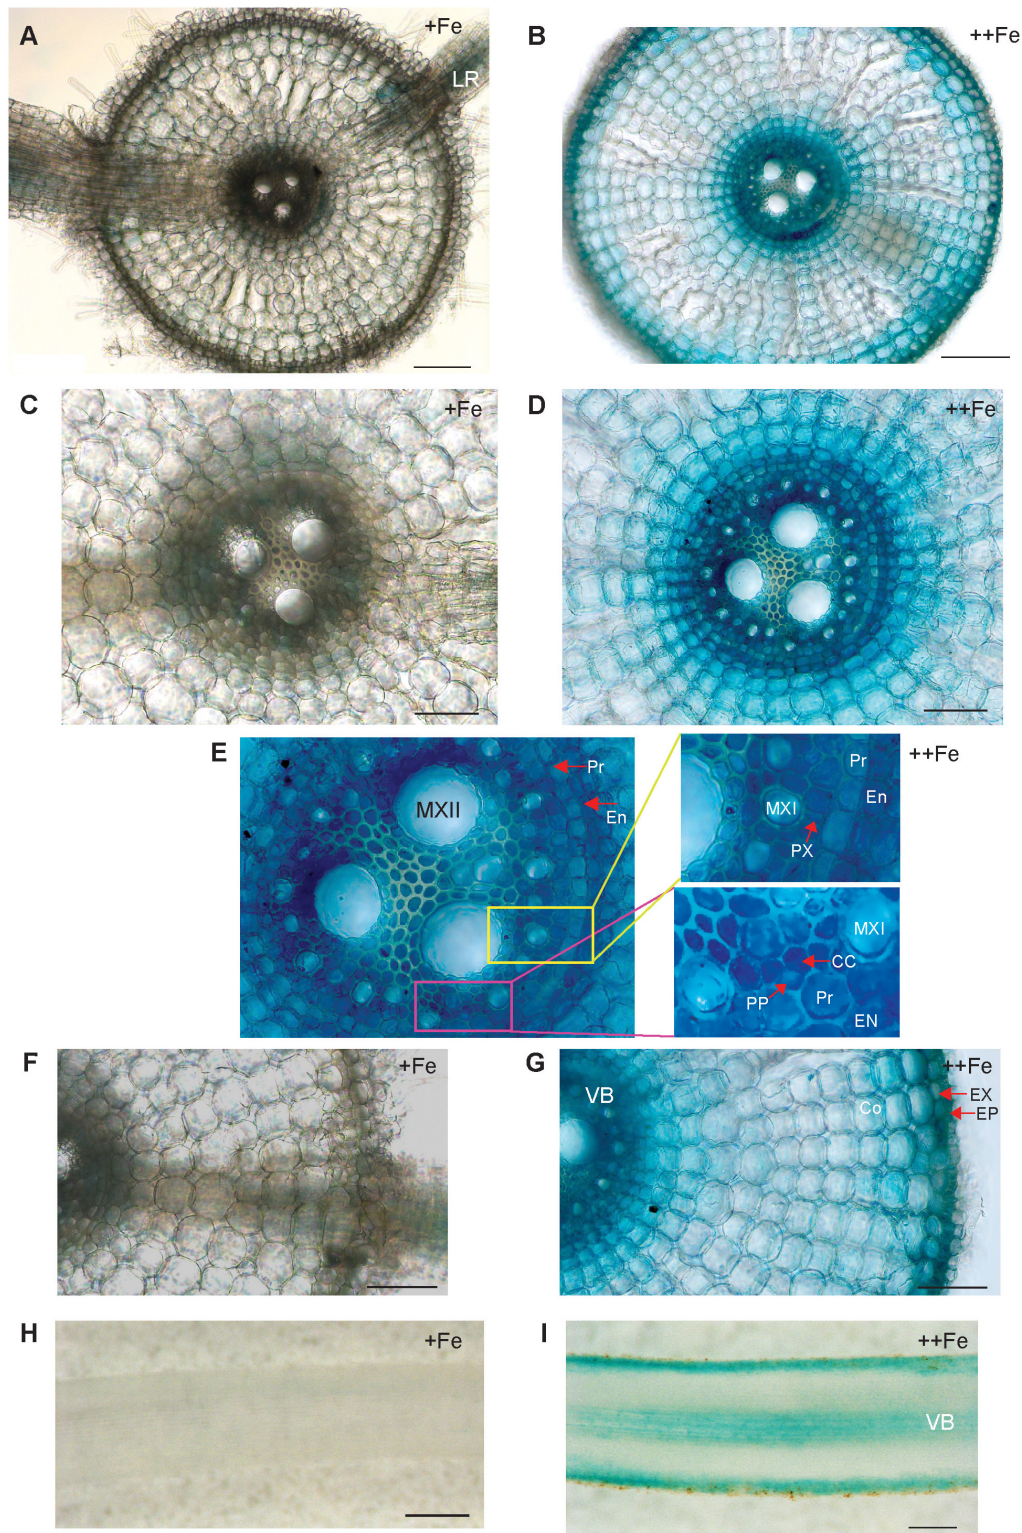 A
+Fe
LR
B
++Fe
C
+Fe
D
++Fe
E
MXII
Pr
En
++Fe
Pr
MXI
En
PX
MXI
CC
PP
Pr
EN
F
+Fe
G
++Fe
VB
Co
EX
EP
H
+Fe
I
++Fe
VB